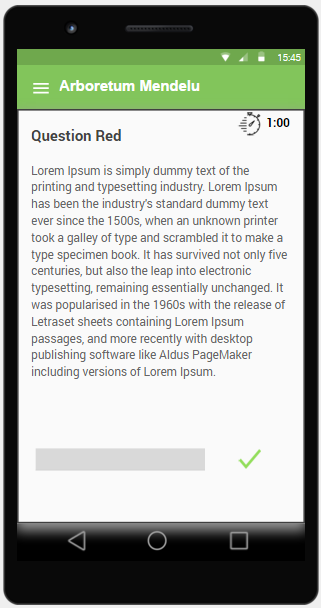 15:45
Arboretum Mendelu
1:00
Question Red
Lorem Ipsum is simply dummy text of the
printing and typesetting industry. Lorem Ipsum
has been the industry's standard dummy text
ever since the 1500s, when an unknown printer
took a galley of type and scrambled it to make a
type specimen book. It has survived not only five
centuries, but also the leap into electronic
typesetting, remaining essentially unchanged. It
was popularised in the 1960s with the release of
Letraset sheets containing Lorem Ipsum
passages, and more recently with desktop
publishing software like Aldus PageMaker
including versions of Lorem Ipsum.